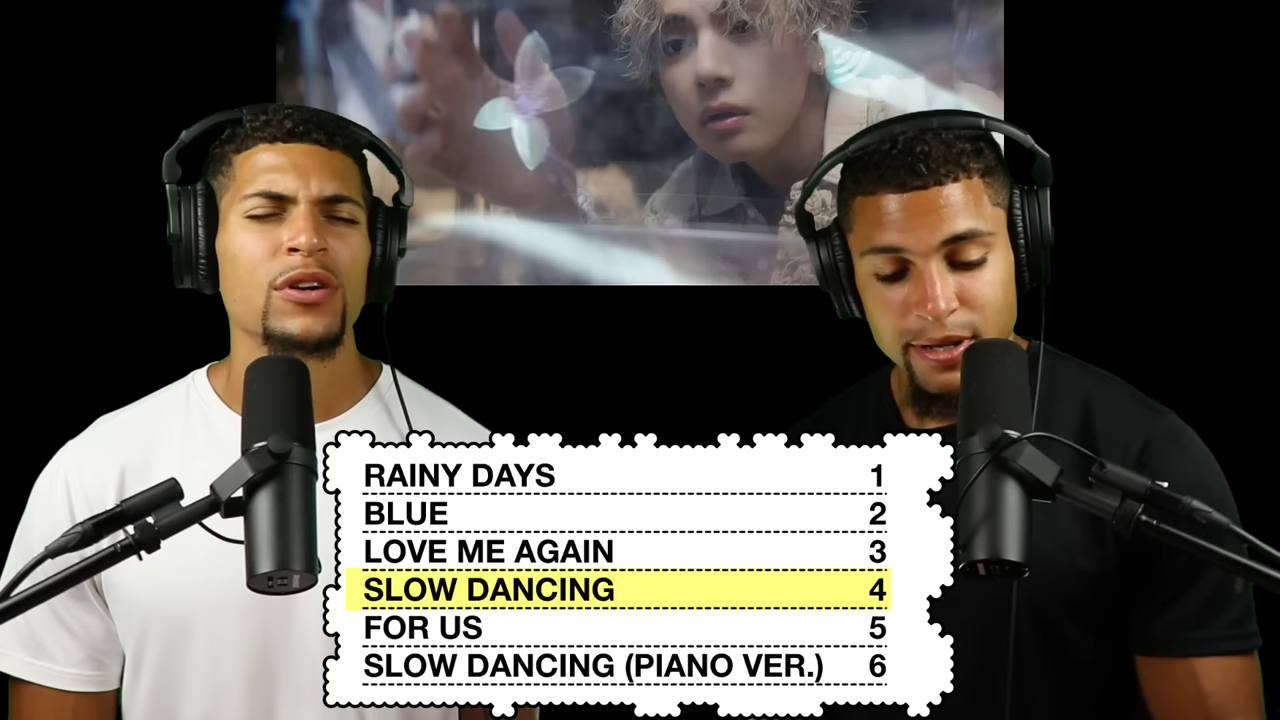 RAINY DAYS 1
BLUE 2
LOVE ME AGAIN 3
SLOW DANCING 4
FOR US 5
SLOW DANCING (PIANO VER.) 6